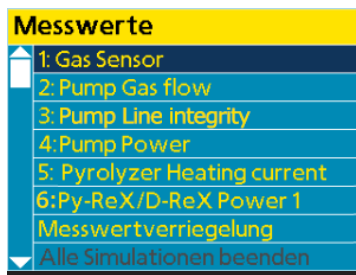 Messwerte
1: Gas Sensor
2: Pump Gas flow
3: Pump Line integrity
4:Pump Power
5: Pyrolyzer Heating current
6:Py-ReX/D-ReX Power 1
Messwertverriegelung
Alle Simulationen beenden